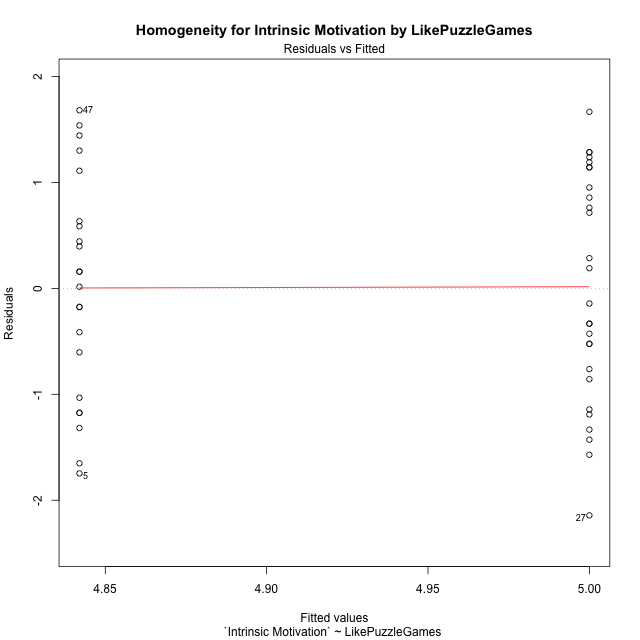 Homogeneity for Intrinsic Motivation by LikePuzzleGames
Residuals vs Fitted
2
1
0
-1
-2
Residuals
47
5
27
4.85 4.90 4.95 5.00
Fitted values
`Intrinsic Motivation` ~ LikePuzzleGames